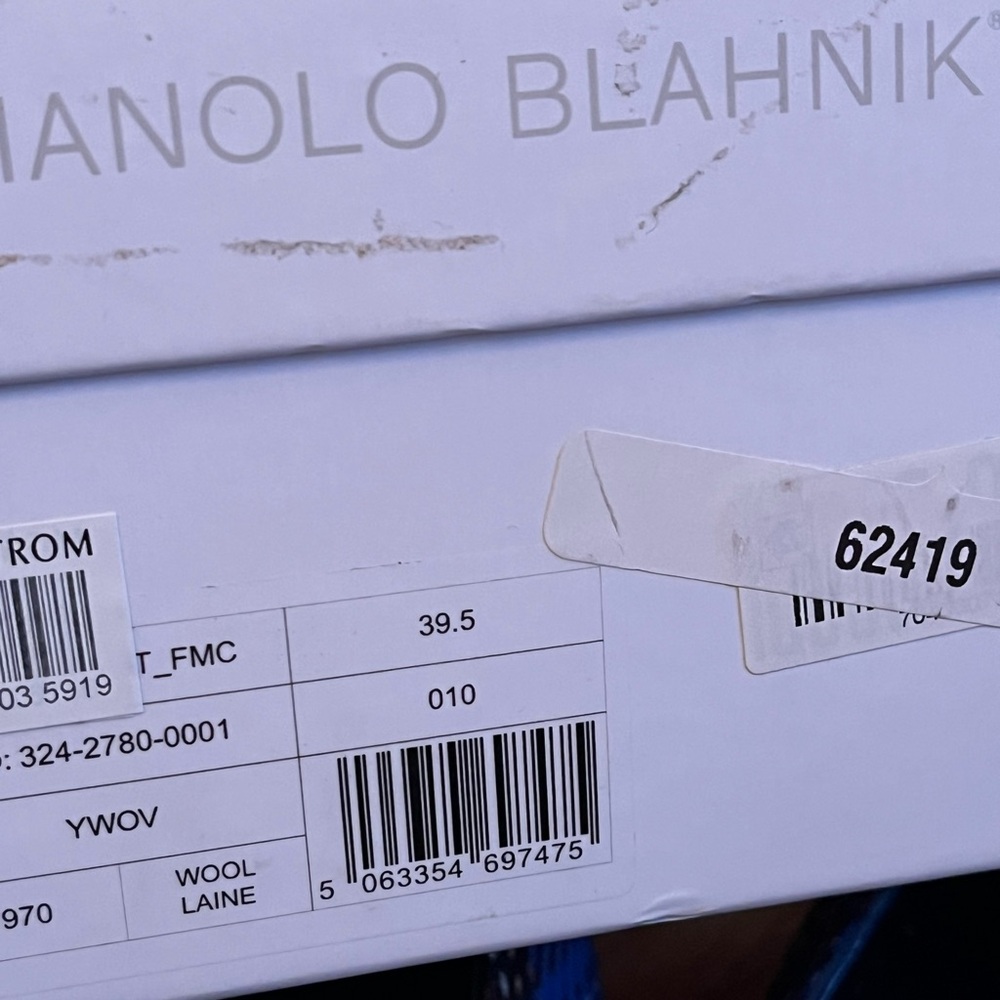 MANOLO BLAHNIK®
62419
TROM
03 5919
T_FMC
39.5
010
: 324-2780-0001
YWOV
970
WOOL
LAINE
5 063354 697475